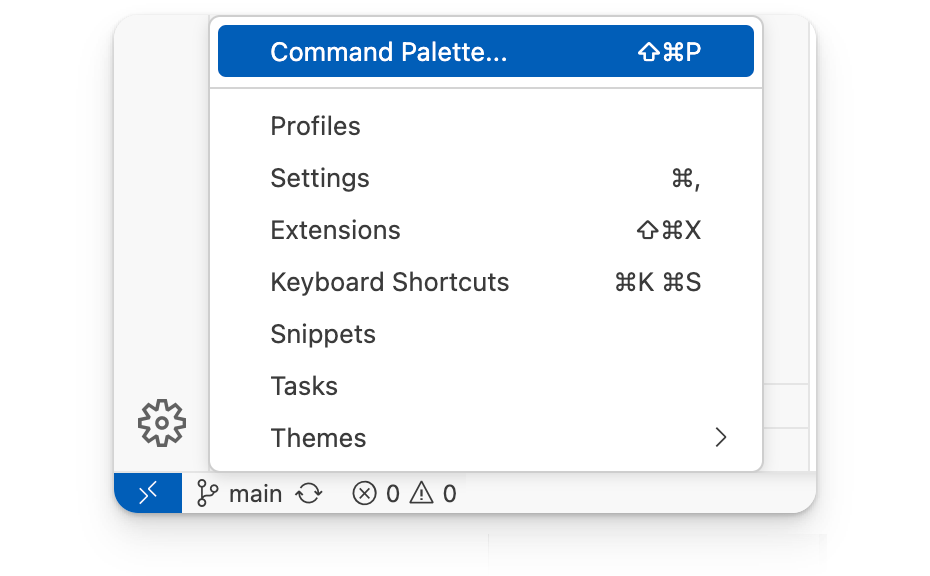 Command Palette... ⇧⌘P
Profiles
Settings ⌘,
Extensions ⇧⌘X
Keyboard Shortcuts ⌘K ⌘S
Snippets
Tasks
Themes
main 0 0